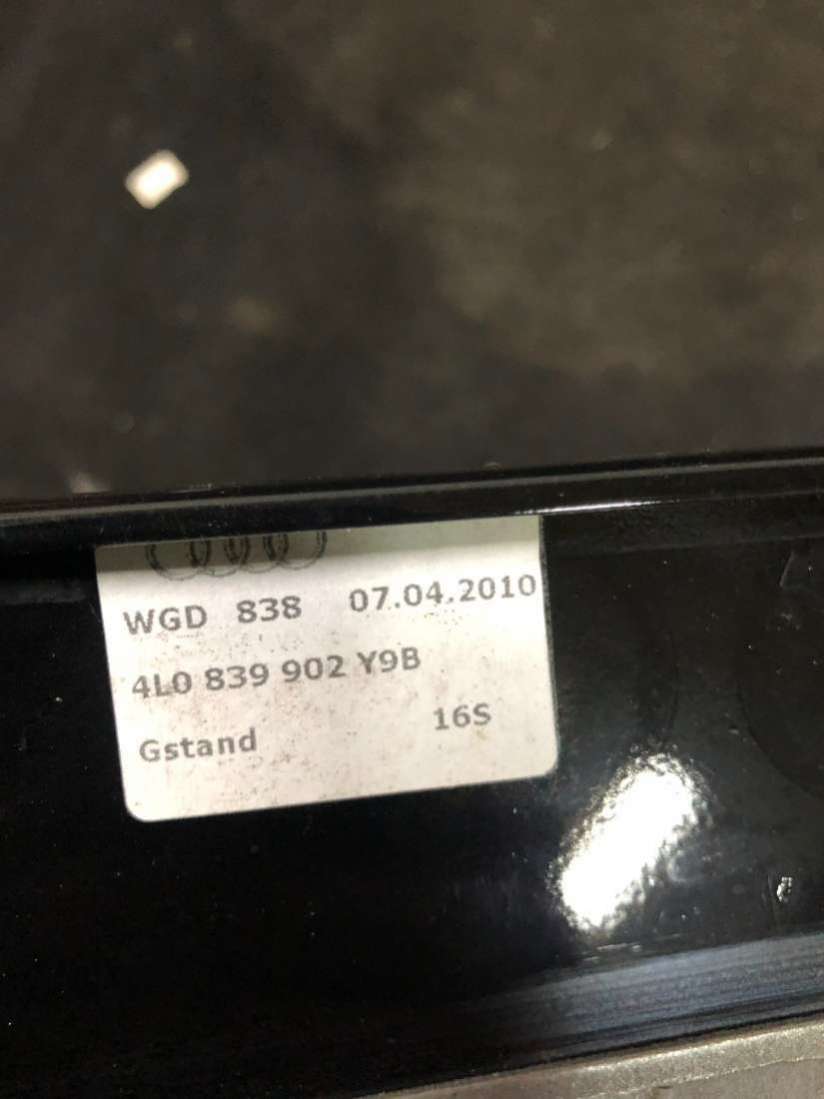 WGD 838 07.04.2010
4L0 839 902 Y9B
Gstand 16S